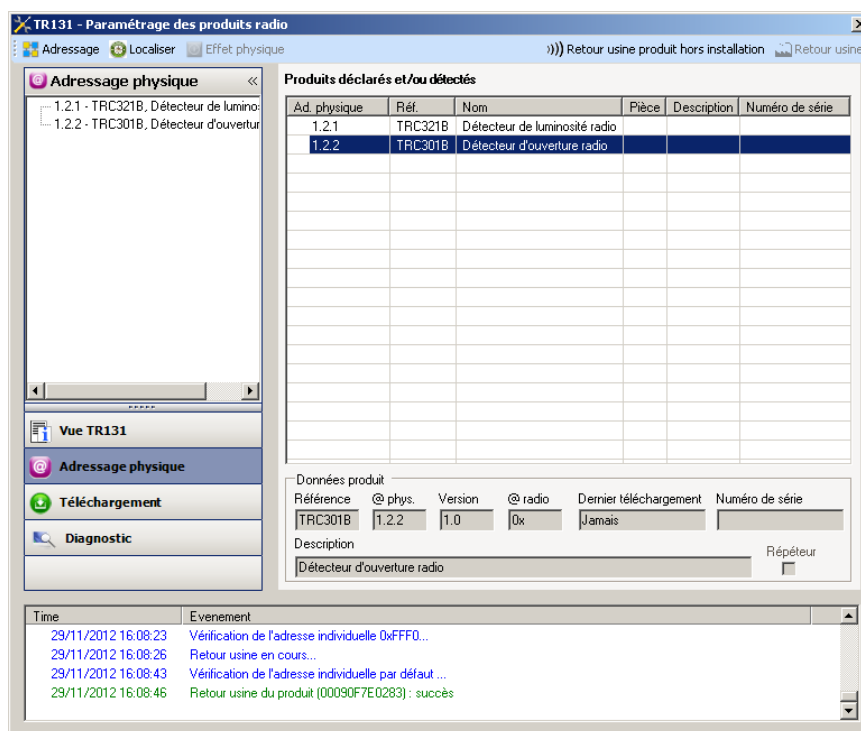 TR131 - Paramétrage des produits radio
Adressage Localiser Effet physique ))) Retour usine produit hors installation Retour usine
Adressage physique «
1.2.1 - TRC321B, Détecteur de lumino:
1.2.2 - TRC301B, Détecteur d'ouvertur
Vue TR131
Adressage physique
Téléchargement
Diagnostic
Produits déclarés et/ou détectés
Ad. physique Réf. Nom Pièce Description Numéro de série
1.2.1 TRC321B Détecteur de luminosité radio
1.2.2 TRC301B Détecteur d'ouverture radio
Données produit
Référence @ phys. Version @ radio Dernier téléchargement Numéro de série
TRC301B 1.2.2 1.0 0x Jamais
Description
Répéteur
Détecteur d'ouverture radio
Time Evenement
29/11/2012 16:08:23 Vérification de l'adresse individuelle 0xFFF0...
29/11/2012 16:08:26 Retour usine en cours...
29/11/2012 16:08:43 Vérification de l'adresse individuelle par défaut ...
29/11/2012 16:08:46 Retour usine du produit (00090F7E0283) : succès